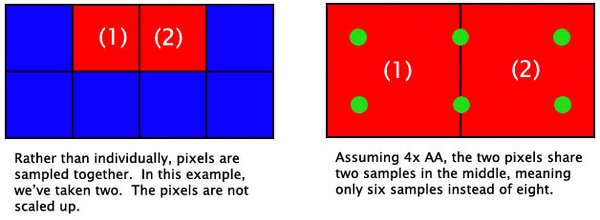 (1) (2)
(1) (2)
Rather than individually, pixels are
sampled together.  In this example,
we've taken two.  The pixels are not
scaled up.
Assuming 4x AA, the two pixels share
two samples in the middle, meaning
only six samples instead of eight.